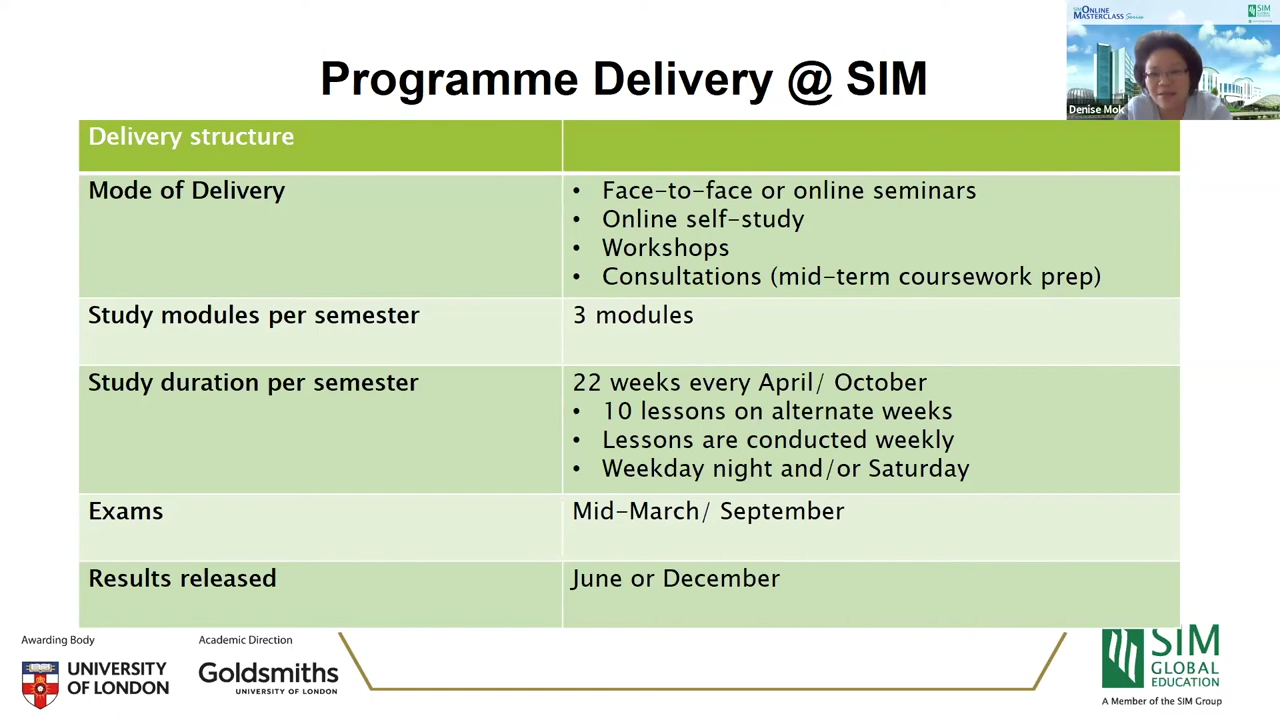 SIM ONLINE
MASTERCLASS Series
SIM
GLOBAL
EDUCATION
Denise Mok
Programme Delivery @ SIM
Delivery structure
Mode of Delivery
• Face-to-face or online seminars
• Online self-study
• Workshops
• Consultations (mid-term coursework prep)
Study modules per semester
3 modules
Study duration per semester
22 weeks every April/ October
• 10 lessons on alternate weeks
• Lessons are conducted weekly
• Weekday night and/or Saturday
Exams
Mid-March/ September
Results released
June or December
Awarding Body
UNIVERSITY
OF LONDON
Academic Direction
Goldsmiths
UNIVERSITY OF LONDON
SIM
GLOBAL
EDUCATION
A Member of the SIM Group